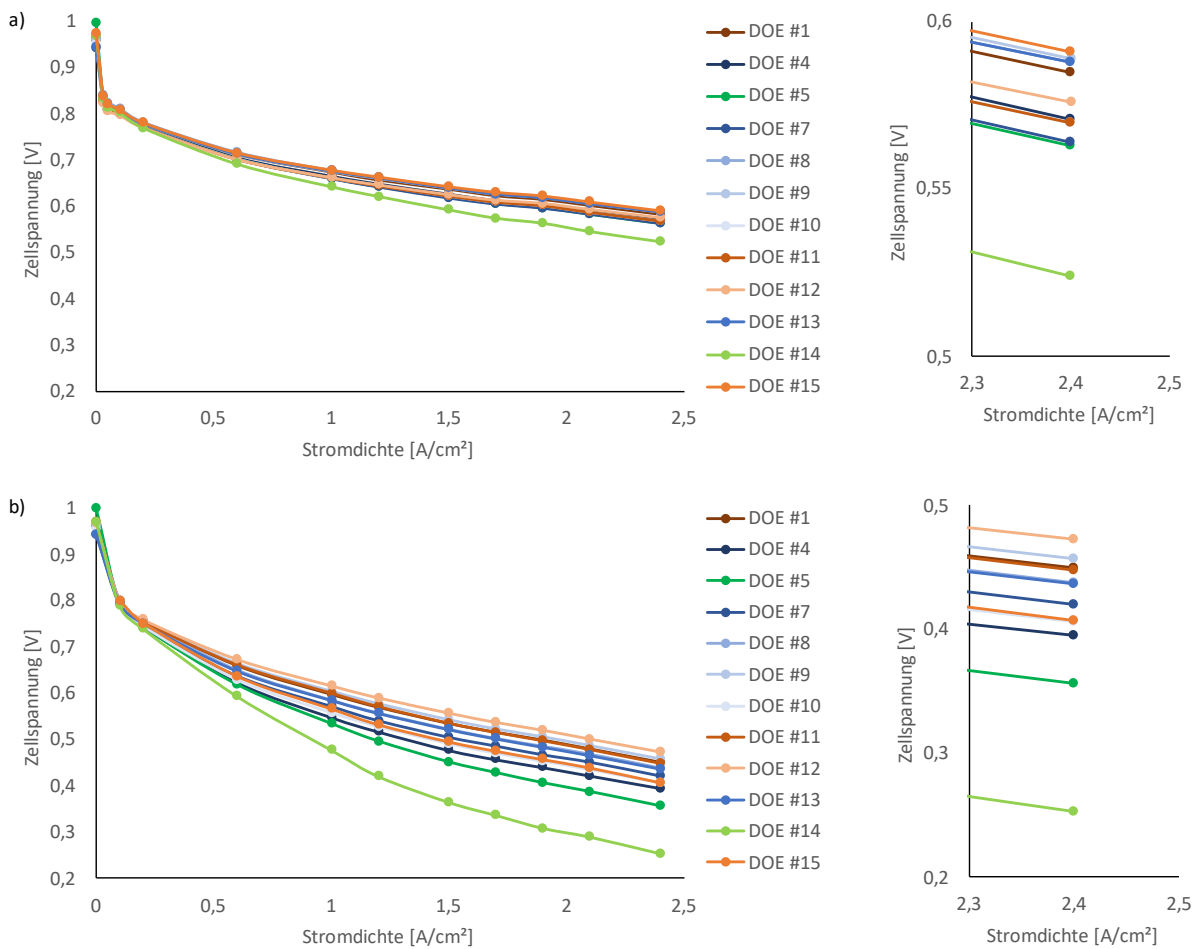 a)
Zellspannung [V]
1
0,9
0,8
0,7
0,6
0,5
0,4
0,3
0,2
0
0,5
1
1,5
2
2,5
Stromdichte [A/cm²]
DOE #1
DOE #4
DOE #5
DOE #7
DOE #8
DOE #9
DOE #10
DOE #11
DOE #12
DOE #13
DOE #14
DOE #15
Zellspannung [V]
0,6
0,55
0,5
2,3
2,4
2,5
Stromdichte [A/cm²]
b)
Zellspannung [V]
1
0,9
0,8
0,7
0,6
0,5
0,4
0,3
0,2
0
0,5
1
1,5
2
2,5
Stromdichte [A/cm²]
DOE #1
DOE #4
DOE #5
DOE #7
DOE #8
DOE #9
DOE #10
DOE #11
DOE #12
DOE #13
DOE #14
DOE #15
Zellspannung [V]
0,5
0,4
0,3
0,2
2,3
2,4
2,5
Stromdichte [A/cm²]